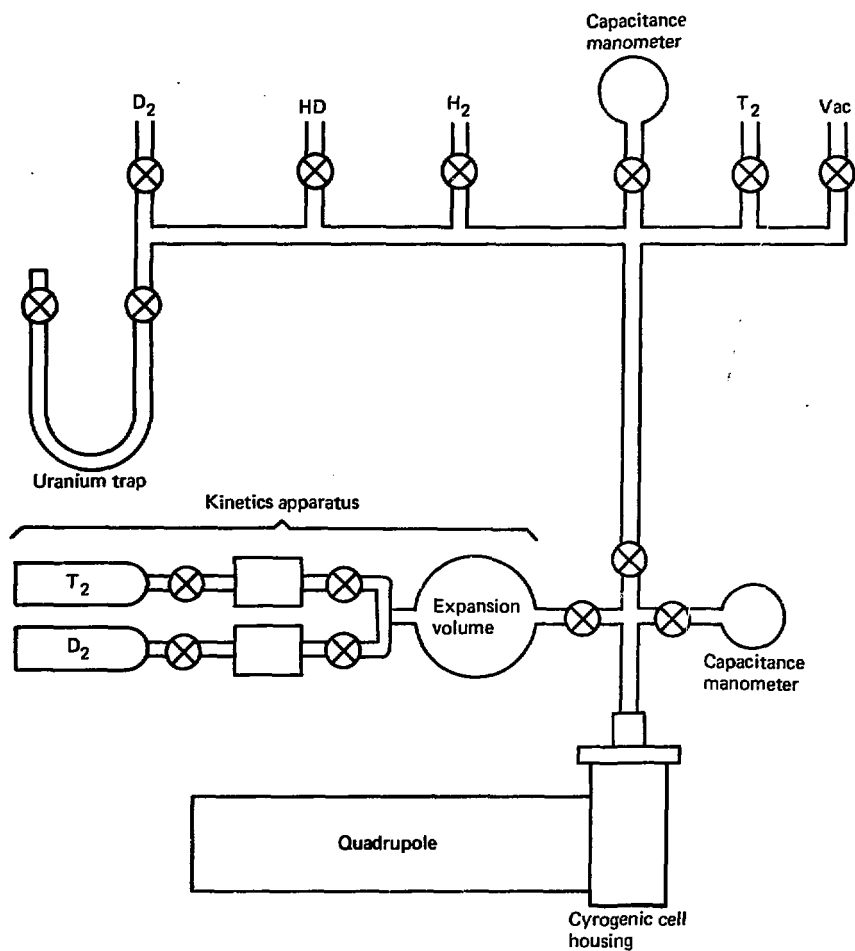 Capacitance
manometer
D₂
HD
H₂
T₂
Vac
Uranium trap
Kinetics apparatus
T₂
D₂
Expansion
volume
Capacitance
manometer
Quadrupole
Cyrogenic cell
housing